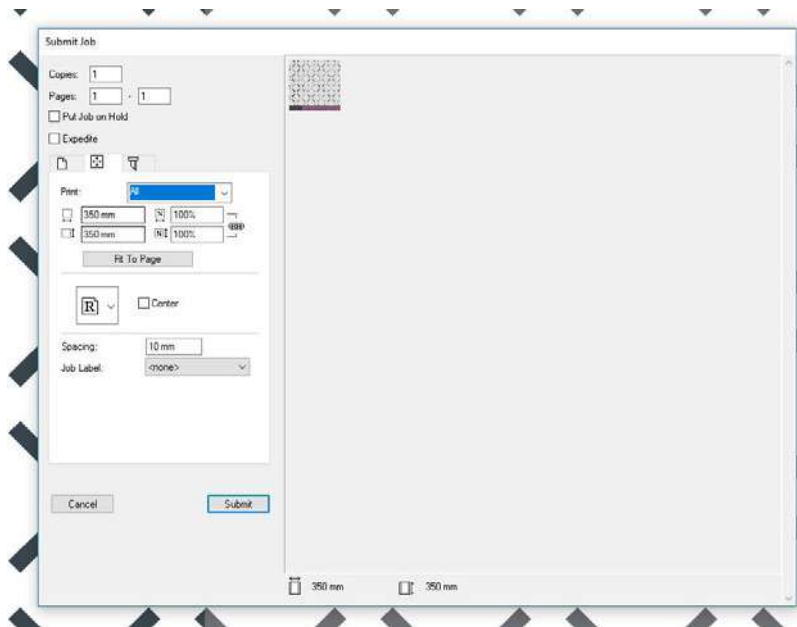 Submit Job
Copies: 1
Pages: 1 - 1
Put Job on Hold
Expedite
Print: All
350 mm 100%
350 mm 100%
Fit To Page
R Center
Spacing: 10 mm
Job Label: <none>
Cancel Submit
350 mm 350 mm